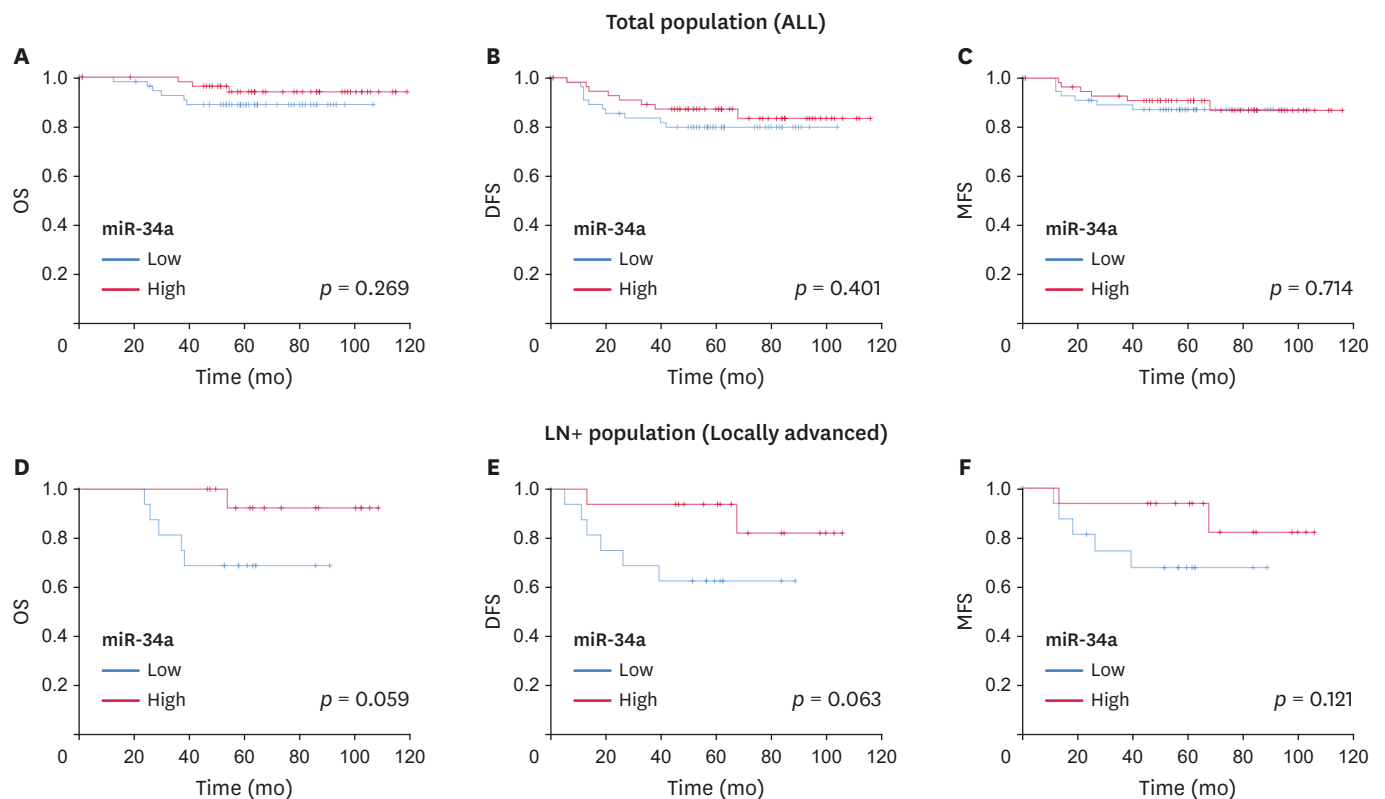 Total population (ALL)
A
1.0
0.8
0.6
0.4
0.2
OS
miR-34a
Low
High
p = 0.269
0 20 40 60 80 100 120
Time (mo)
B
1.0
0.8
0.6
0.4
0.2
DFS
miR-34a
Low
High
p = 0.401
0 20 40 60 80 100 120
Time (mo)
C
1.0
0.8
0.6
0.4
0.2
MFS
miR-34a
Low
High
p = 0.714
0 20 40 60 80 100 120
Time (mo)
LN+ population (Locally advanced)
D
1.0
0.8
0.6
0.4
0.2
OS
miR-34a
Low
High
p = 0.059
0 20 40 60 80 100 120
Time (mo)
E
1.0
0.8
0.6
0.4
0.2
DFS
miR-34a
Low
High
p = 0.063
0 20 40 60 80 100 120
Time (mo)
F
1.0
0.8
0.6
0.4
0.2
MFS
miR-34a
Low
High
p = 0.121
0 20 40 60 80 100 120
Time (mo)